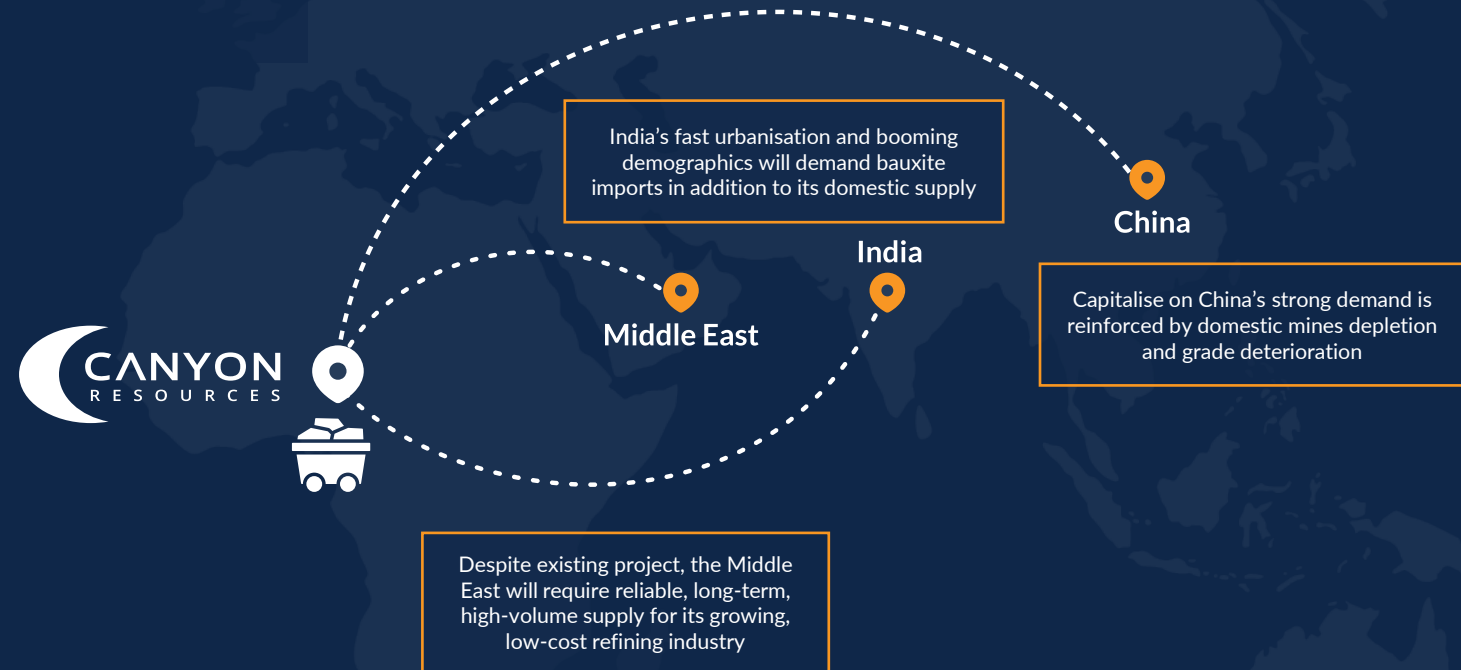 India’s fast urbanisation and booming
demographics will demand bauxite
imports in addition to its domestic supply
China
India
Capitalise on China’s strong demand is
reinforced by domestic mines depletion
and grade deterioration
Middle East
CANYON
RESOURCES
Despite existing project, the Middle
East will require reliable, long-term,
high-volume supply for its growing,
low-cost refining industry